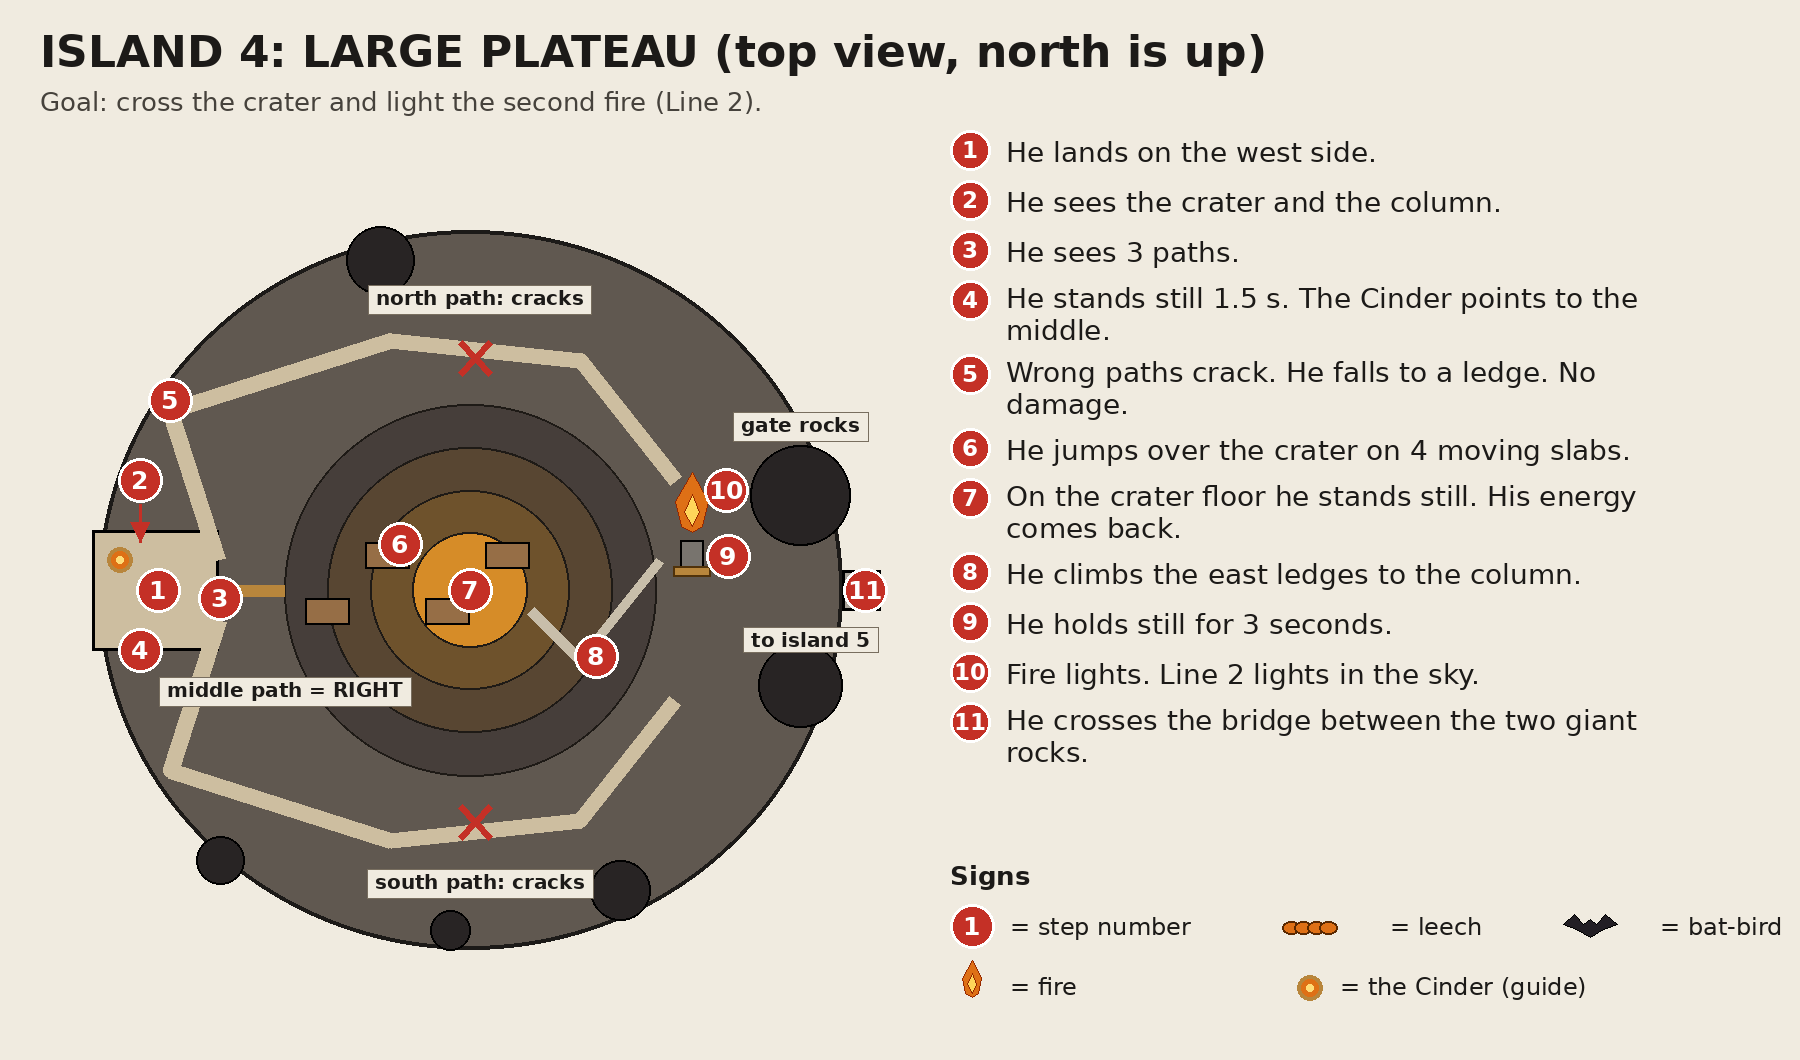 ISLAND 4: LARGE PLATEAU (top view, north is up)
Goal: cross the crater and light the second fire (Line 2).
north path: cracks
5
gate rocks
2
10
6
9
1
3
7
11
4
8
to island 5
middle path = RIGHT
south path: cracks
1 He lands on the west side.
2 He sees the crater and the column.
3 He sees 3 paths.
4 He stands still 1.5 s. The Cinder points to the
middle.
5 Wrong paths crack. He falls to a ledge. No
damage.
6 He jumps over the crater on 4 moving slabs.
7 On the crater floor he stands still. His energy
comes back.
8 He climbs the east ledges to the column.
9 He holds still for 3 seconds.
10 Fire lights. Line 2 lights in the sky.
11 He crosses the bridge between the two giant
rocks.
Signs
1 = step number = leech = bat-bird
= fire = the Cinder (guide)